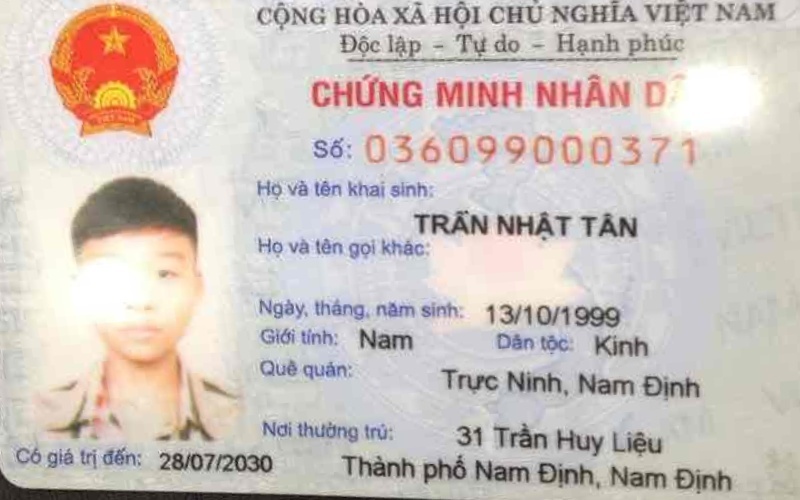 CỘNG HÒA XÃ HỘI CHỦ NGHĨA VIỆT NAM
Độc lập - Tự do - Hạnh phúc
CHỨNG MINH NHÂN
Số: 036099000371
Họ và tên khai sinh:
TRẦN NHẬT TÂN
Họ và tên gọi khác:
Ngày, tháng, năm sinh: 13/10/1999
Giới tính: Nam Dân tộc: Kinh
Quê quán:
Trực Ninh, Nam Định
Nơi thường trú:
31 Trần Huy Liệu
Thành phố Nam Định, Nam Định
Có giá trị đến: 28/07/2030